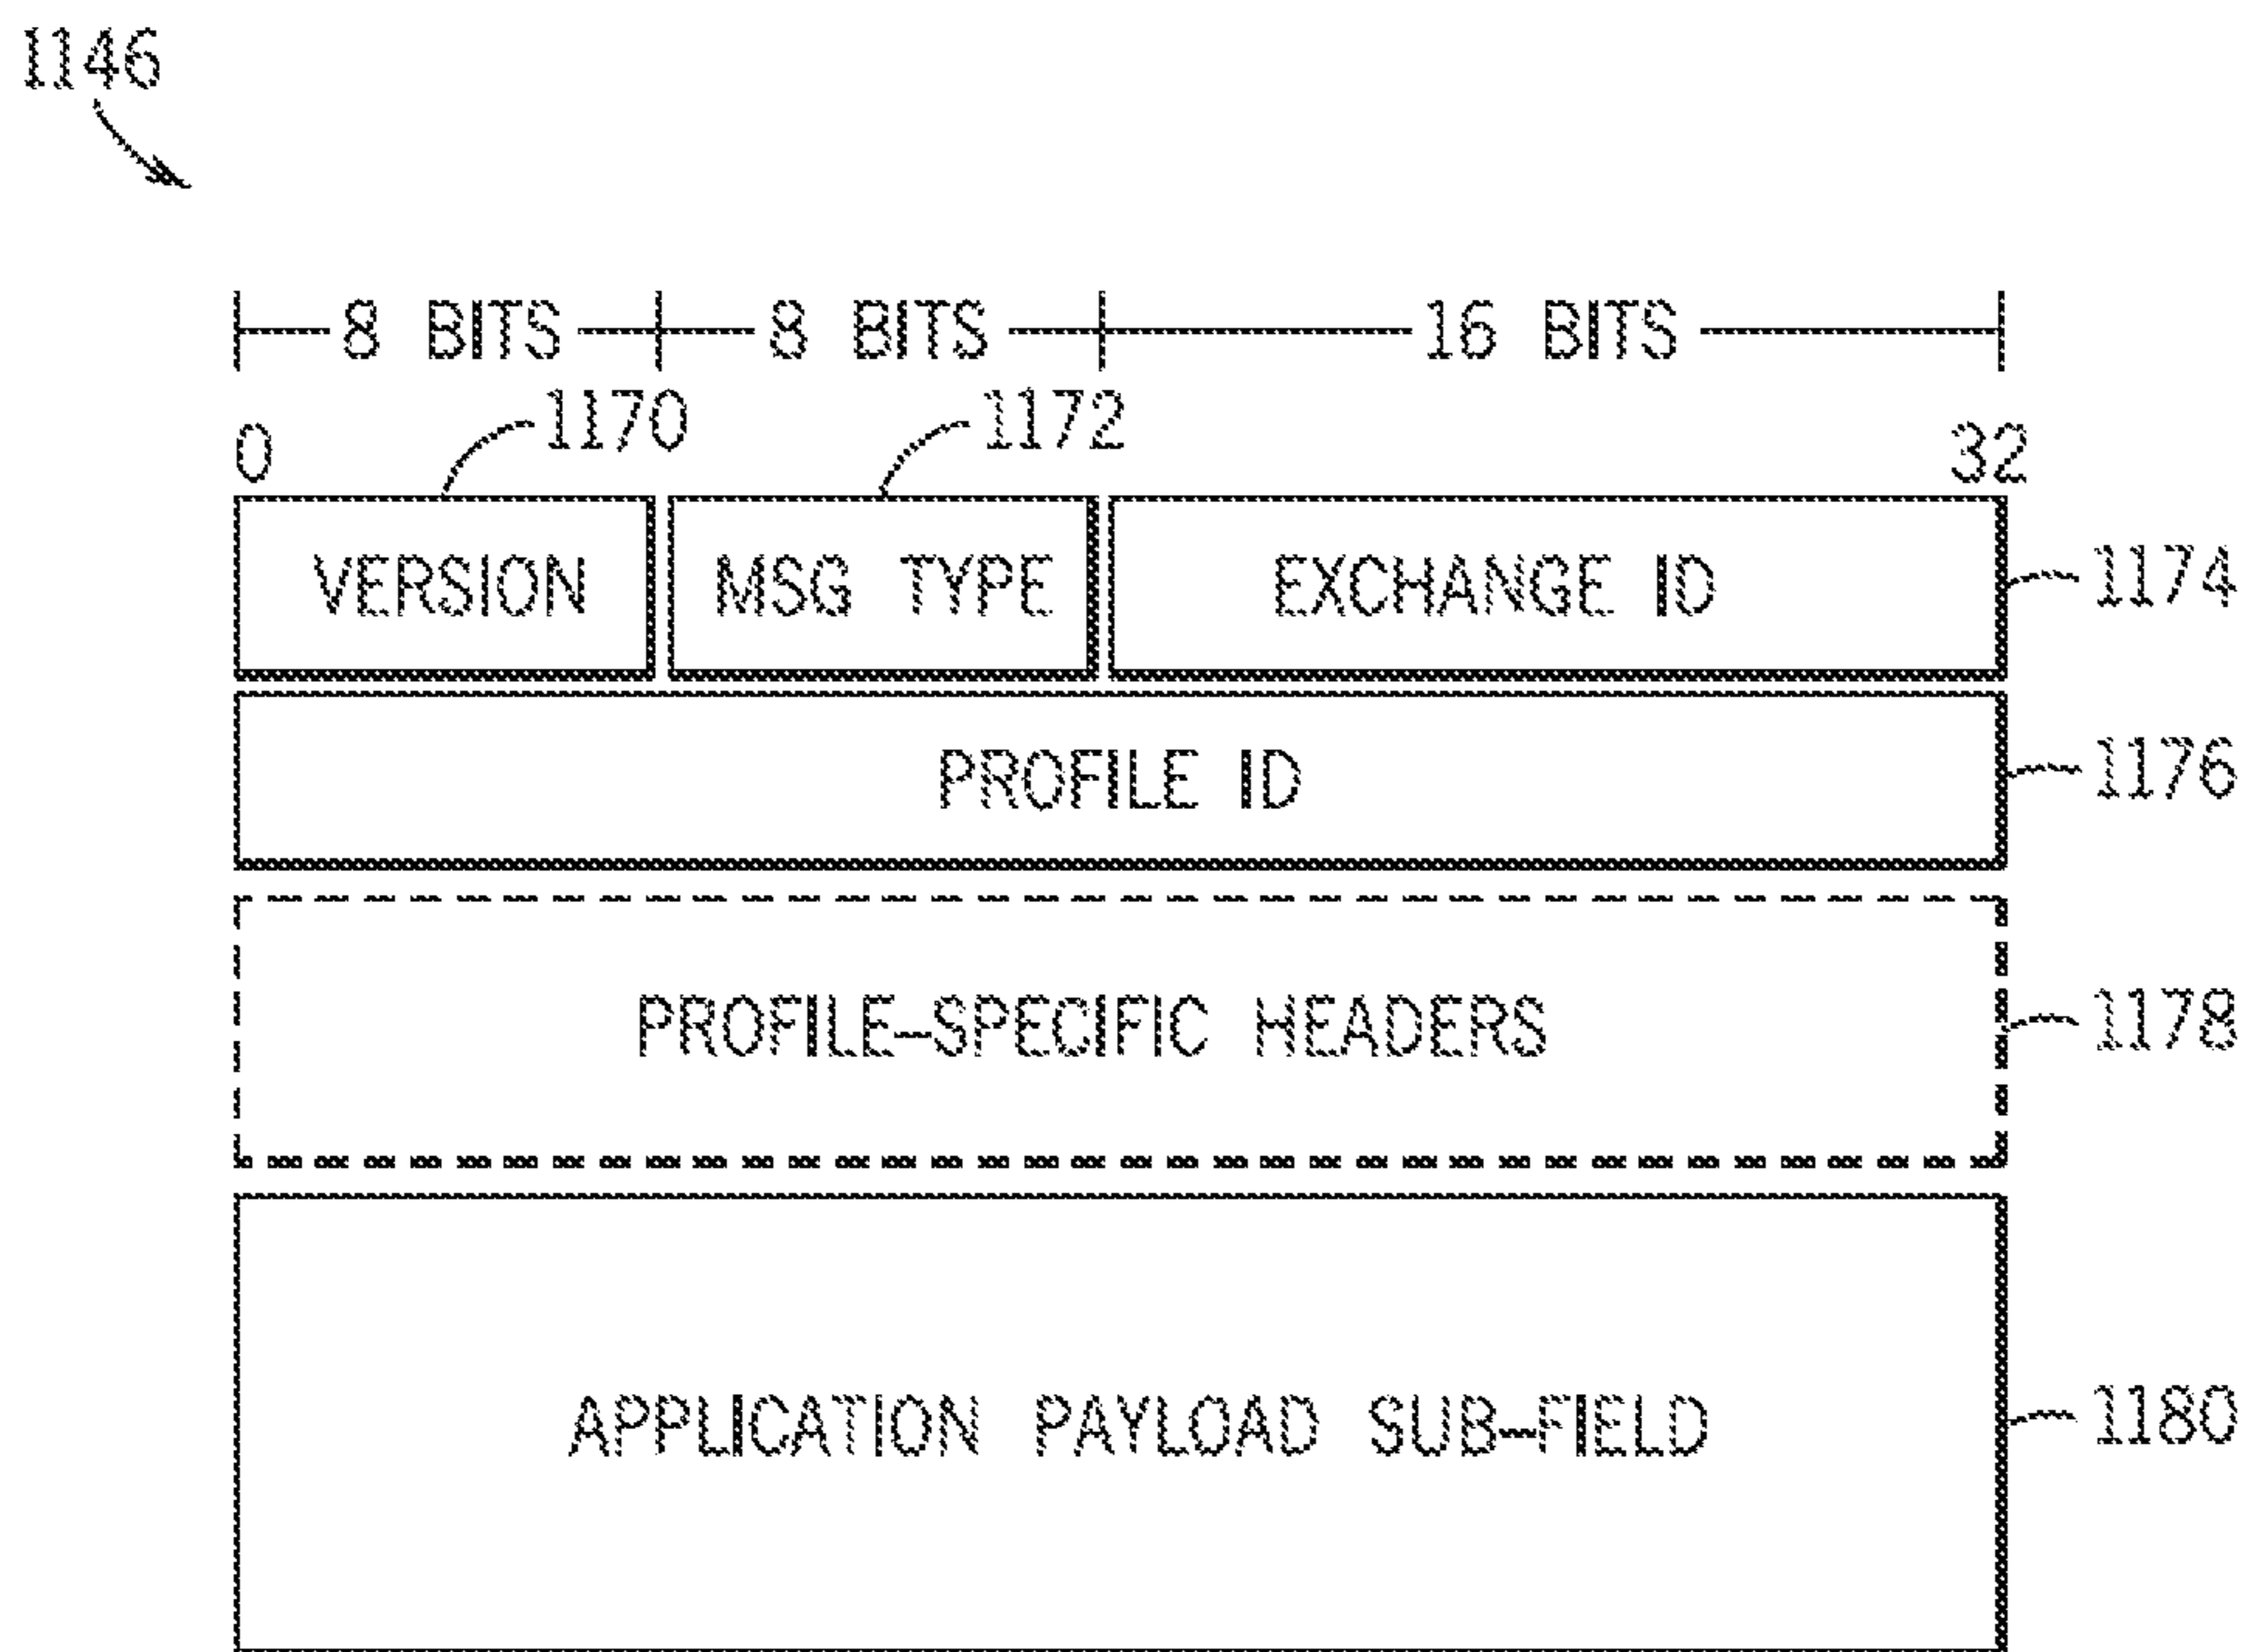 1146
8 BITS 8 BITS 16 BITS
0 1170 1172 32
VERSION MSG TYPE EXCHANGE ID 1174
PROFILE ID 1176
PROFILE-SPECIFIC HEADERS 1178
APPLICATION PAYLOAD SUB-FIELD 1180